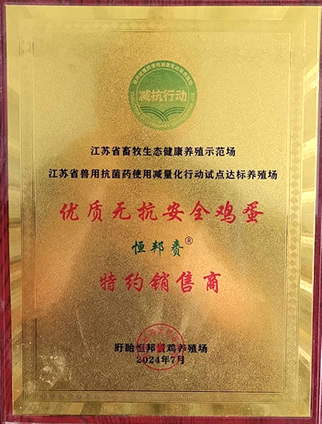 减抗行动
江苏省畜牧生态健康养殖示范场
江苏省兽用抗菌药使用减量化行动试点达标养殖场
优质无抗安全鸡蛋
恒邦赉®
特约销售商
盱眙恒邦蛋鸡养殖场
2024年7月